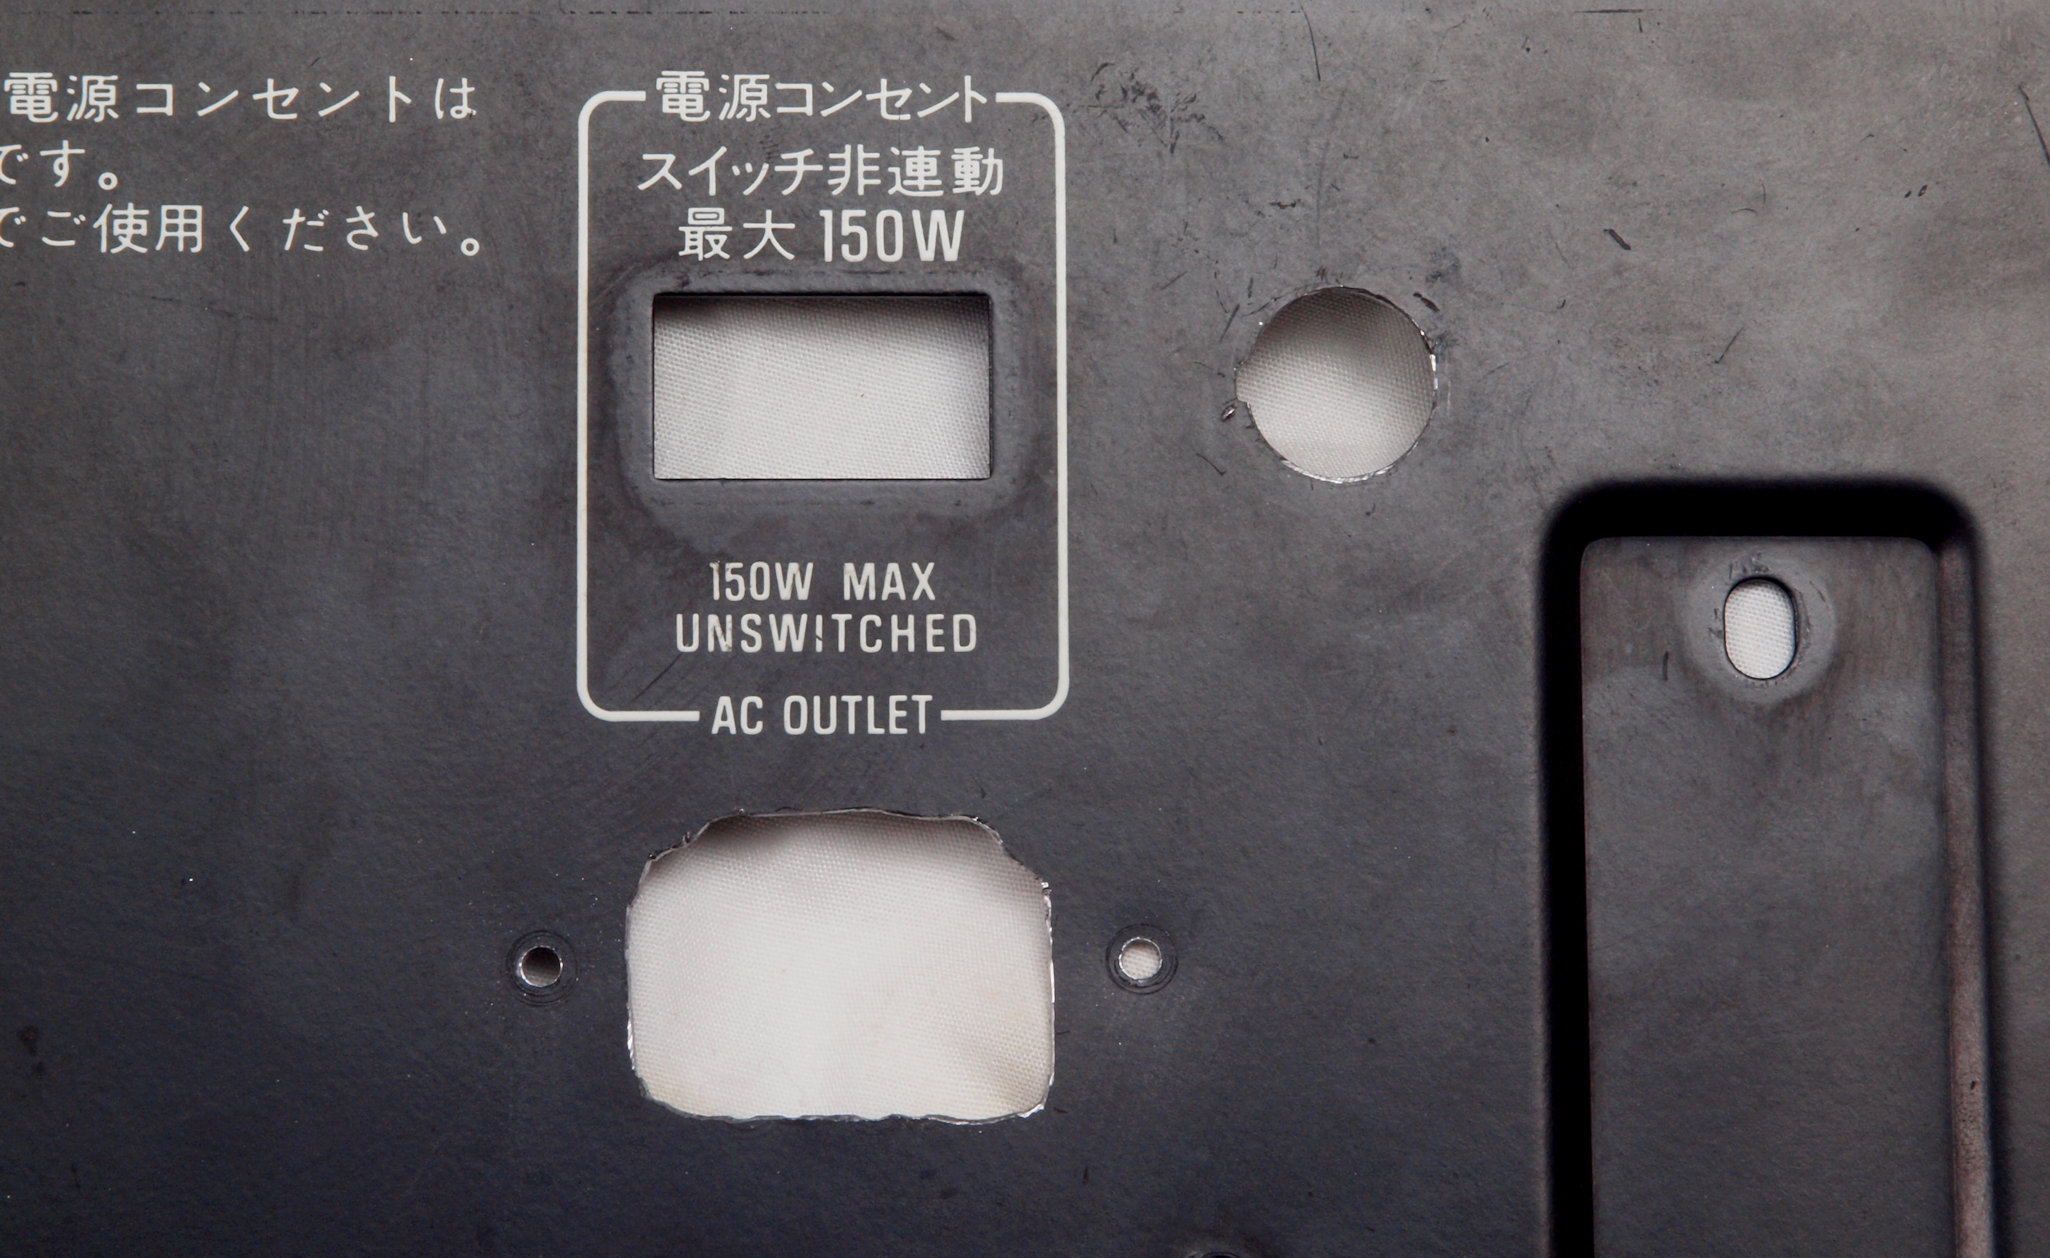 電源コンセントは
です。
でご使用ください。
電源コンセント
スイッチ非連動
最大 150W
150W MAX
UNSWITCHED
AC OUTLET